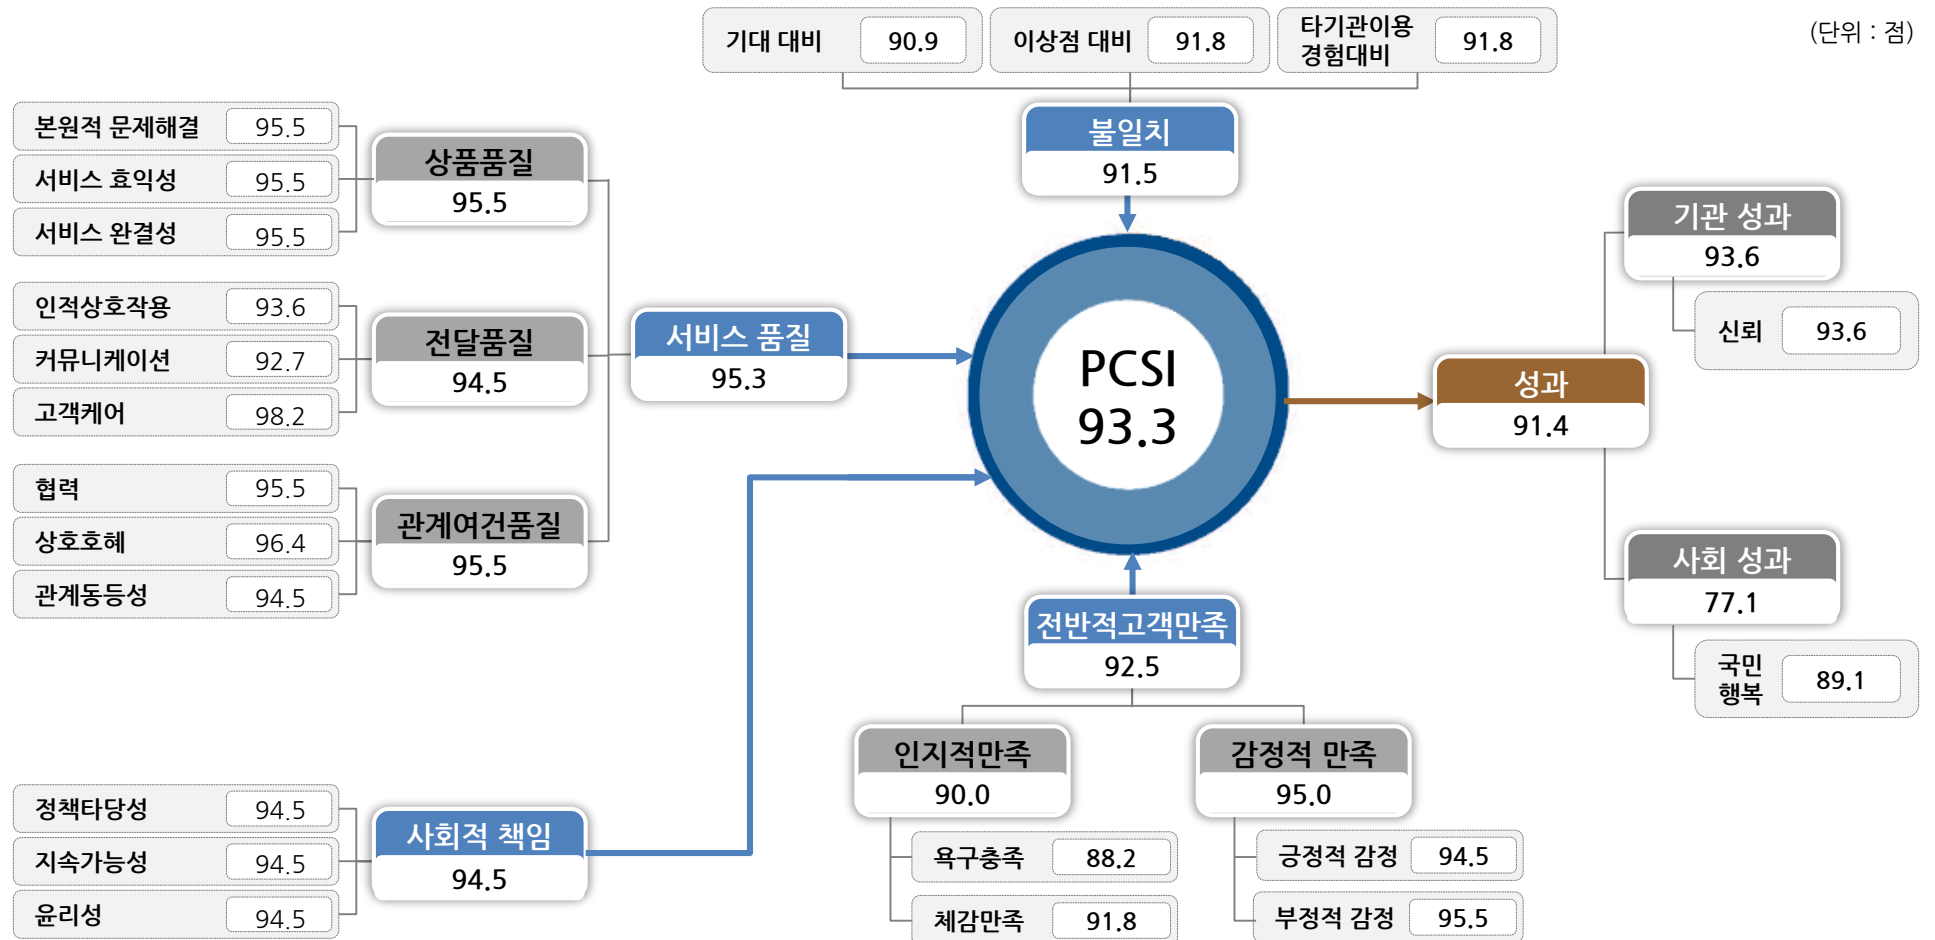 (단위 : 점)
기대 대비 90.9
이상점 대비 91.8
타기관이용
경험대비 91.8
불일치
91.5
본원적 문제해결 95.5
서비스 효익성 95.5
서비스 완결성 95.5
상품품질
95.5
인적상호작용 93.6
커뮤니케이션 92.7
고객케어 98.2
전달품질
94.5
협력 95.5
상호호혜 96.4
관계동등성 94.5
관계여건품질
95.5
서비스 품질
95.3
정책타당성 94.5
지속가능성 94.5
윤리성 94.5
사회적 책임
94.5
PCSI
93.3
전반적고객만족
92.5
인지적만족
90.0
욕구충족 88.2
체감만족 91.8
감정적 만족
95.0
긍정적 감정 94.5
부정적 감정 95.5
성과
91.4
기관 성과
93.6
신뢰 93.6
사회 성과
77.1
국민
행복 89.1